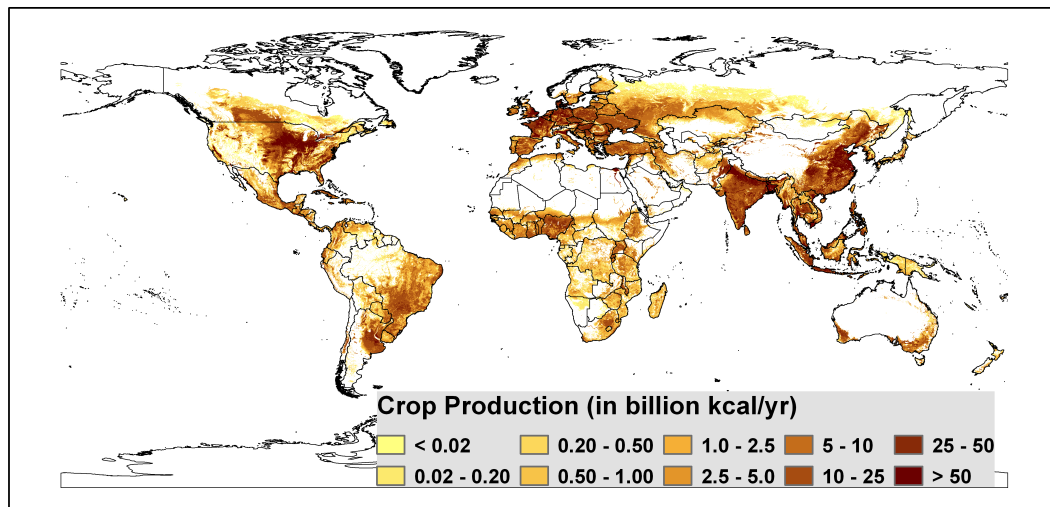 Crop Production (in billion kcal/yr)
< 0.02 0.20 - 0.50 1.0 - 2.5 5 - 10 25 - 50
0.02 - 0.20 0.50 - 1.00 2.5 - 5.0 10 - 25 > 50